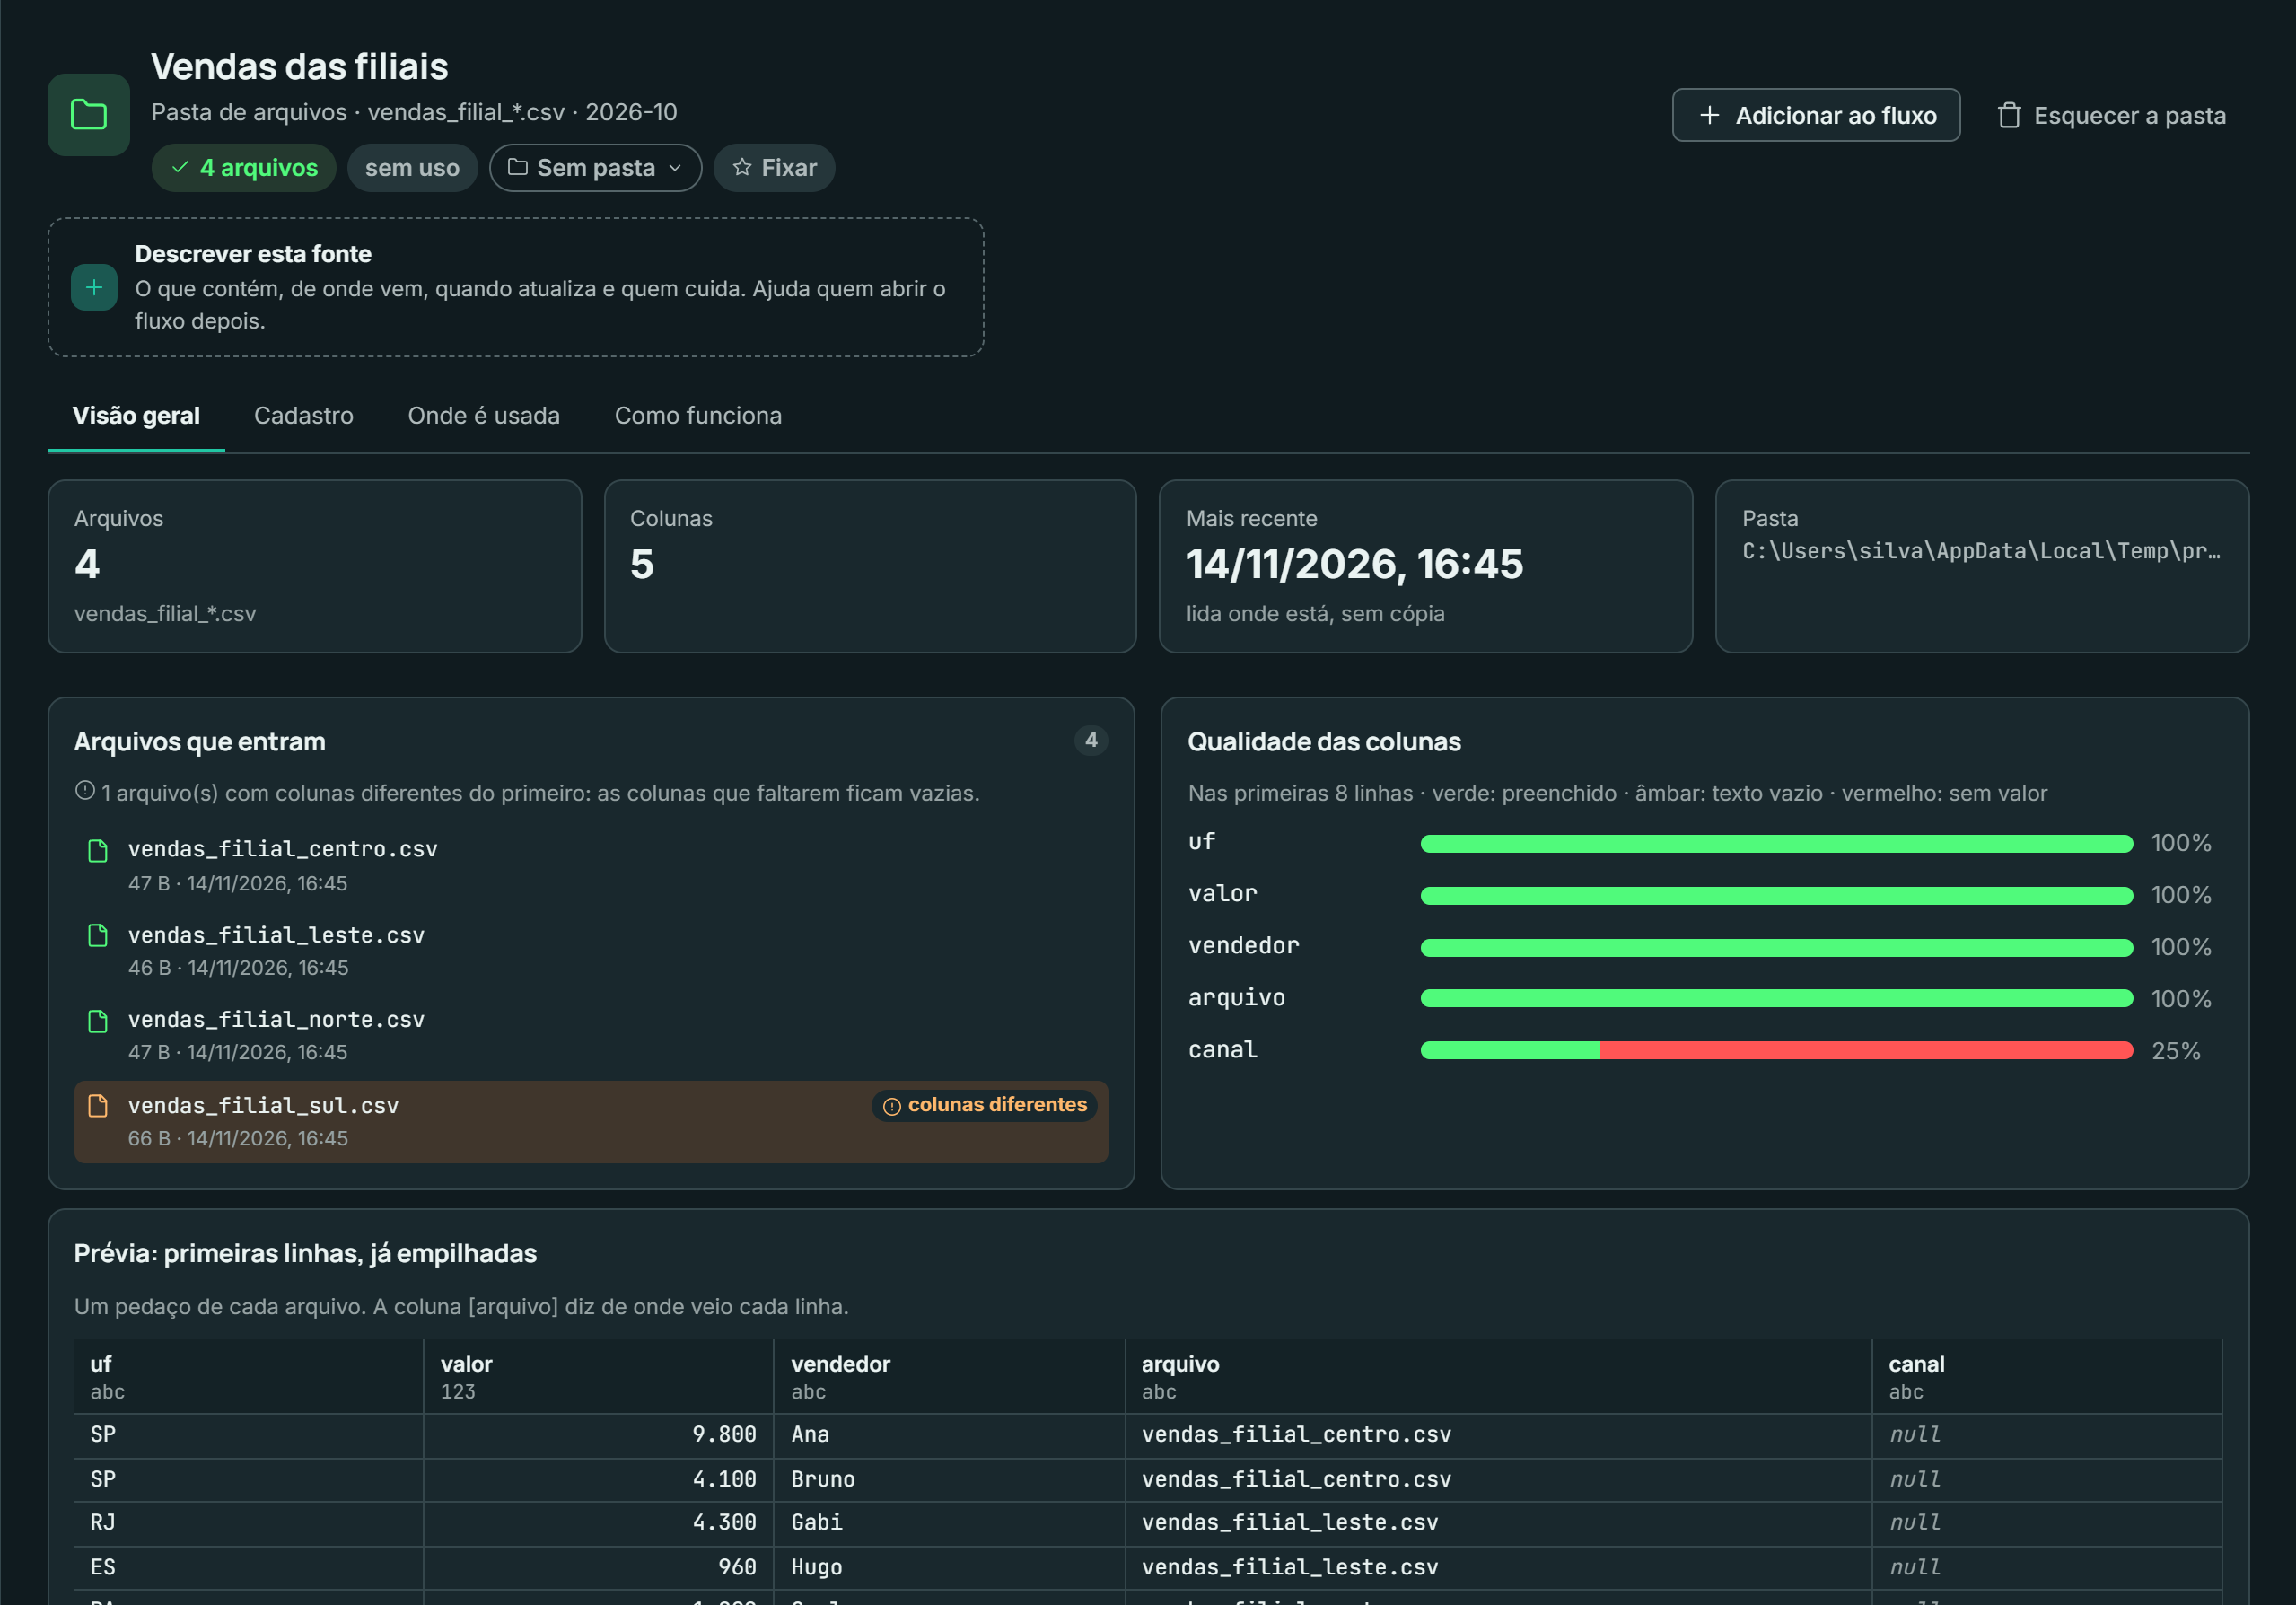 Vendas das filiais
Pasta de arquivos · vendas_filial_*.csv · 2026-10
4 arquivos
sem uso
Sem pasta
Fixar
Adicionar ao fluxo
Esquecer a pasta
Descrever esta fonte
O que contém, de onde vem, quando atualiza e quem cuida. Ajuda quem abrir o
fluxo depois.
Visão geral
Cadastro
Onde é usada
Como funciona
Arquivos
4
vendas_filial_*.csv
Colunas
5
Mais recente
14/11/2026, 16:45
lida onde está, sem cópia
Pasta
C:\Users\silva\AppData\Local\Temp\pr…
Arquivos que entram
4
1 arquivo(s) com colunas diferentes do primeiro: as colunas que faltarem ficam vazias.
vendas_filial_centro.csv
47 B · 14/11/2026, 16:45
vendas_filial_leste.csv
46 B · 14/11/2026, 16:45
vendas_filial_norte.csv
47 B · 14/11/2026, 16:45
vendas_filial_sul.csv
colunas diferentes
66 B · 14/11/2026, 16:45
Qualidade das colunas
Nas primeiras 8 linhas · verde: preenchido · âmbar: texto vazio · vermelho: sem valor
uf 100%
valor 100%
vendedor 100%
arquivo 100%
canal 25%
Prévia: primeiras linhas, já empilhadas
Um pedaço de cada arquivo. A coluna [arquivo] diz de onde veio cada linha.
uf valor vendedor arquivo canal
abc 123 abc abc abc
SP 9.800 Ana vendas_filial_centro.csv null
SP 4.100 Bruno vendas_filial_centro.csv null
RJ 4.300 Gabi vendas_filial_leste.csv null
ES 960 Hugo vendas_filial_leste.csv null